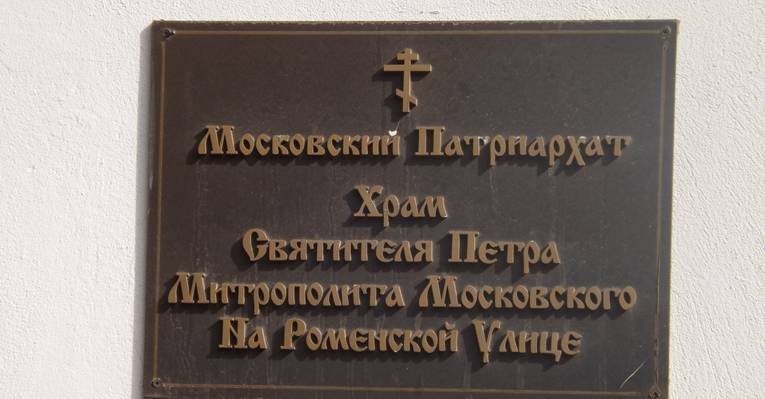 Московский Патриархат
Храм
Святителя Петра
Митрополита Московского
На Роменской Улице